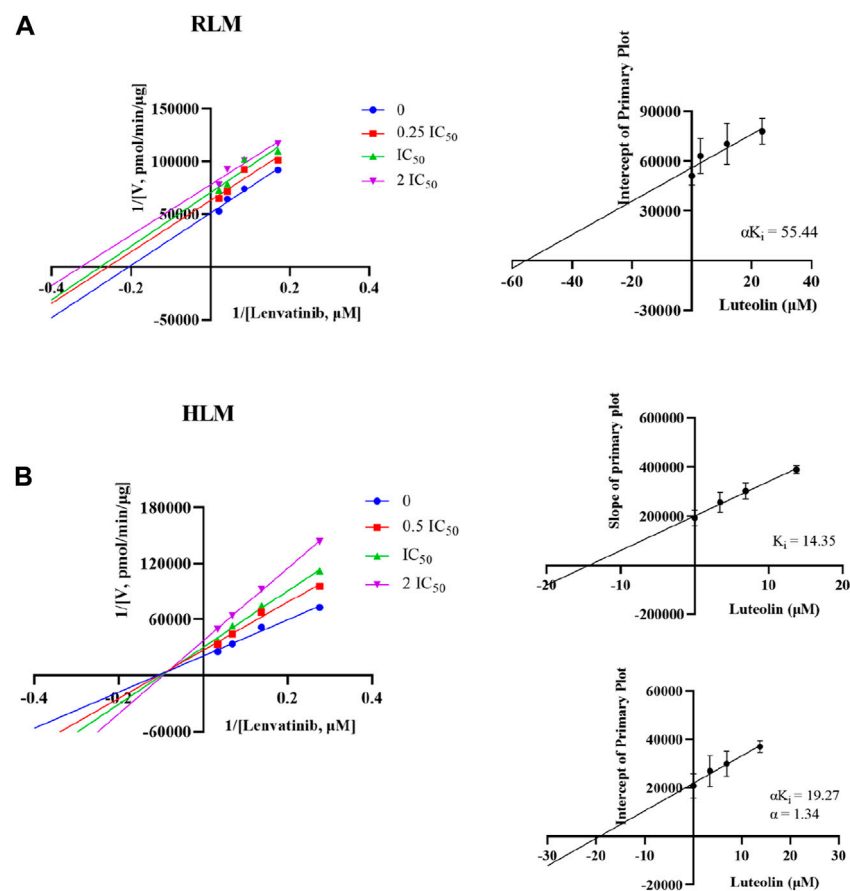 A
RLM
1/[V, pmol/min/µg]
150000
100000
50000
-50000
-0.4
-0.2
0.2
0.4
1/[Lenvatinib, µM]
0
0.25 IC50
IC50
2 IC50
Intercept of Primary Plot
90000
60000
30000
-30000
-60
-40
-20
0
20
40
αKi = 55.44
Luteolin (µM)
HLM
B
1/[V, pmol/min/µg]
180000
120000
60000
-60000
-0.4
-0.2
0.2
0.4
1/[Lenvatinib, µM]
0
0.5 IC50
IC50
2 IC50
Slope of primary plot
600000
400000
200000
-200000
-20
-10
0
10
20
Ki = 14.35
Luteolin (µM)
Intercept of Primary Plot
60000
40000
20000
-20000
-30
-20
-10
0
10
20
30
αKi = 19.27
α = 1.34
Luteolin (µM)